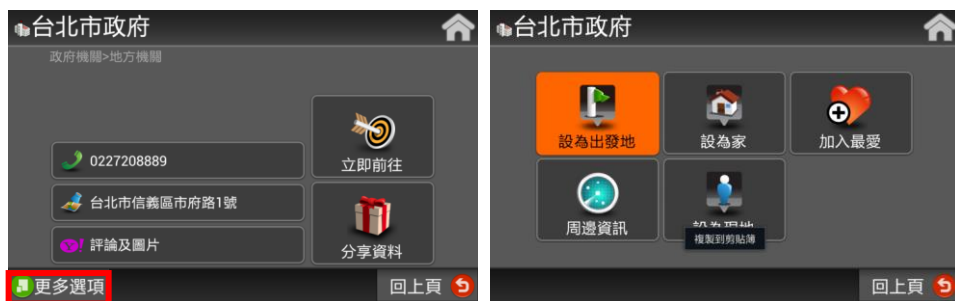 台北市政府
政府機關>地方機關
0227208889
立即前往
台北市信義區市府路1號
評論及圖片
分享資料
更多選項
回上頁
台北市政府
設為出發地
設為家
加入最愛
周邊資訊
設為現地
複製到剪貼簿
回上頁